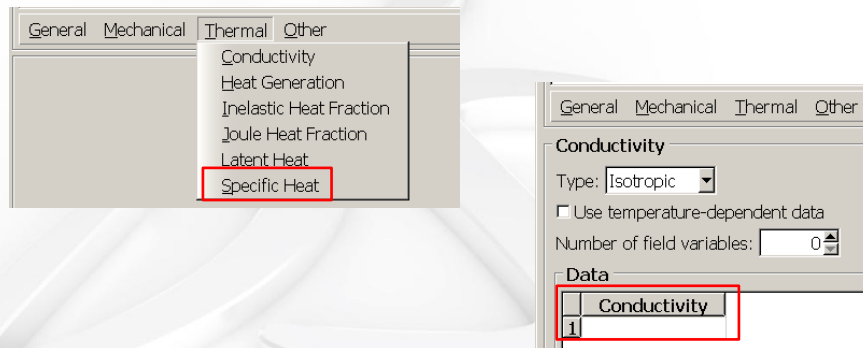 General Mechanical Thermal Other
Conductivity
Heat Generation
Inelastic Heat Fraction
Joule Heat Fraction
Latent Heat
Specific Heat
General Mechanical Thermal Other
Conductivity
Type: Isotropic
Use temperature-dependent data
Number of field variables: 0
Data
Conductivity
1